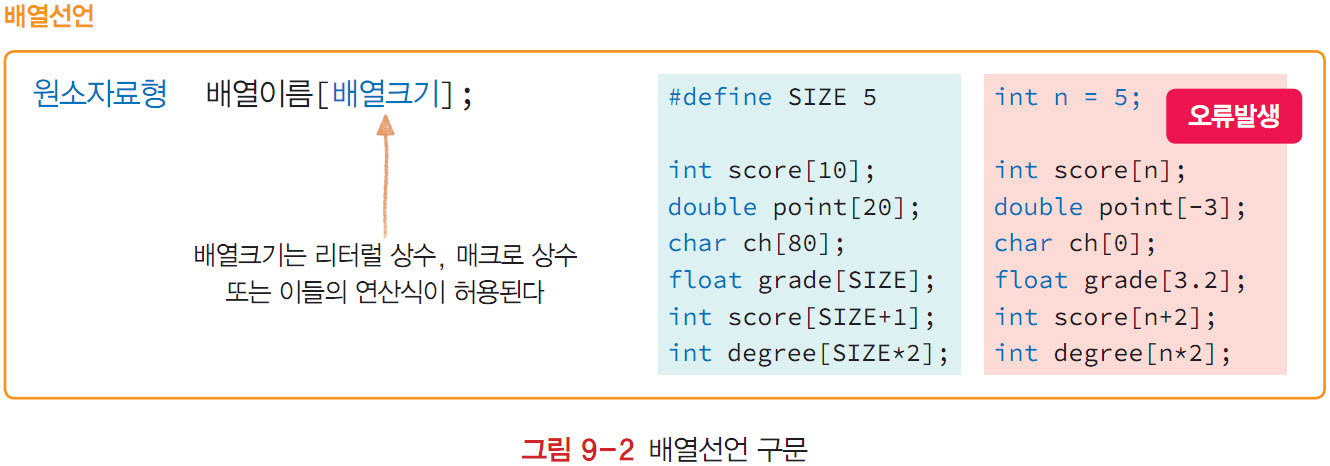 배열선언
원소자료형 배열이름[배열크기];
배열크기는 리터럴 상수, 매크로 상수
또는 이들의 연산식이 허용된다
#define SIZE 5
int score[10];
double point[20];
char ch[80];
float grade[SIZE];
int score[SIZE+1];
int degree[SIZE*2];
int n = 5;
오류발생
int score[n];
double point[-3];
char ch[0];
float grade[3.2];
int score[n+2];
int degree[n*2];
그림 9-2 배열선언 구문